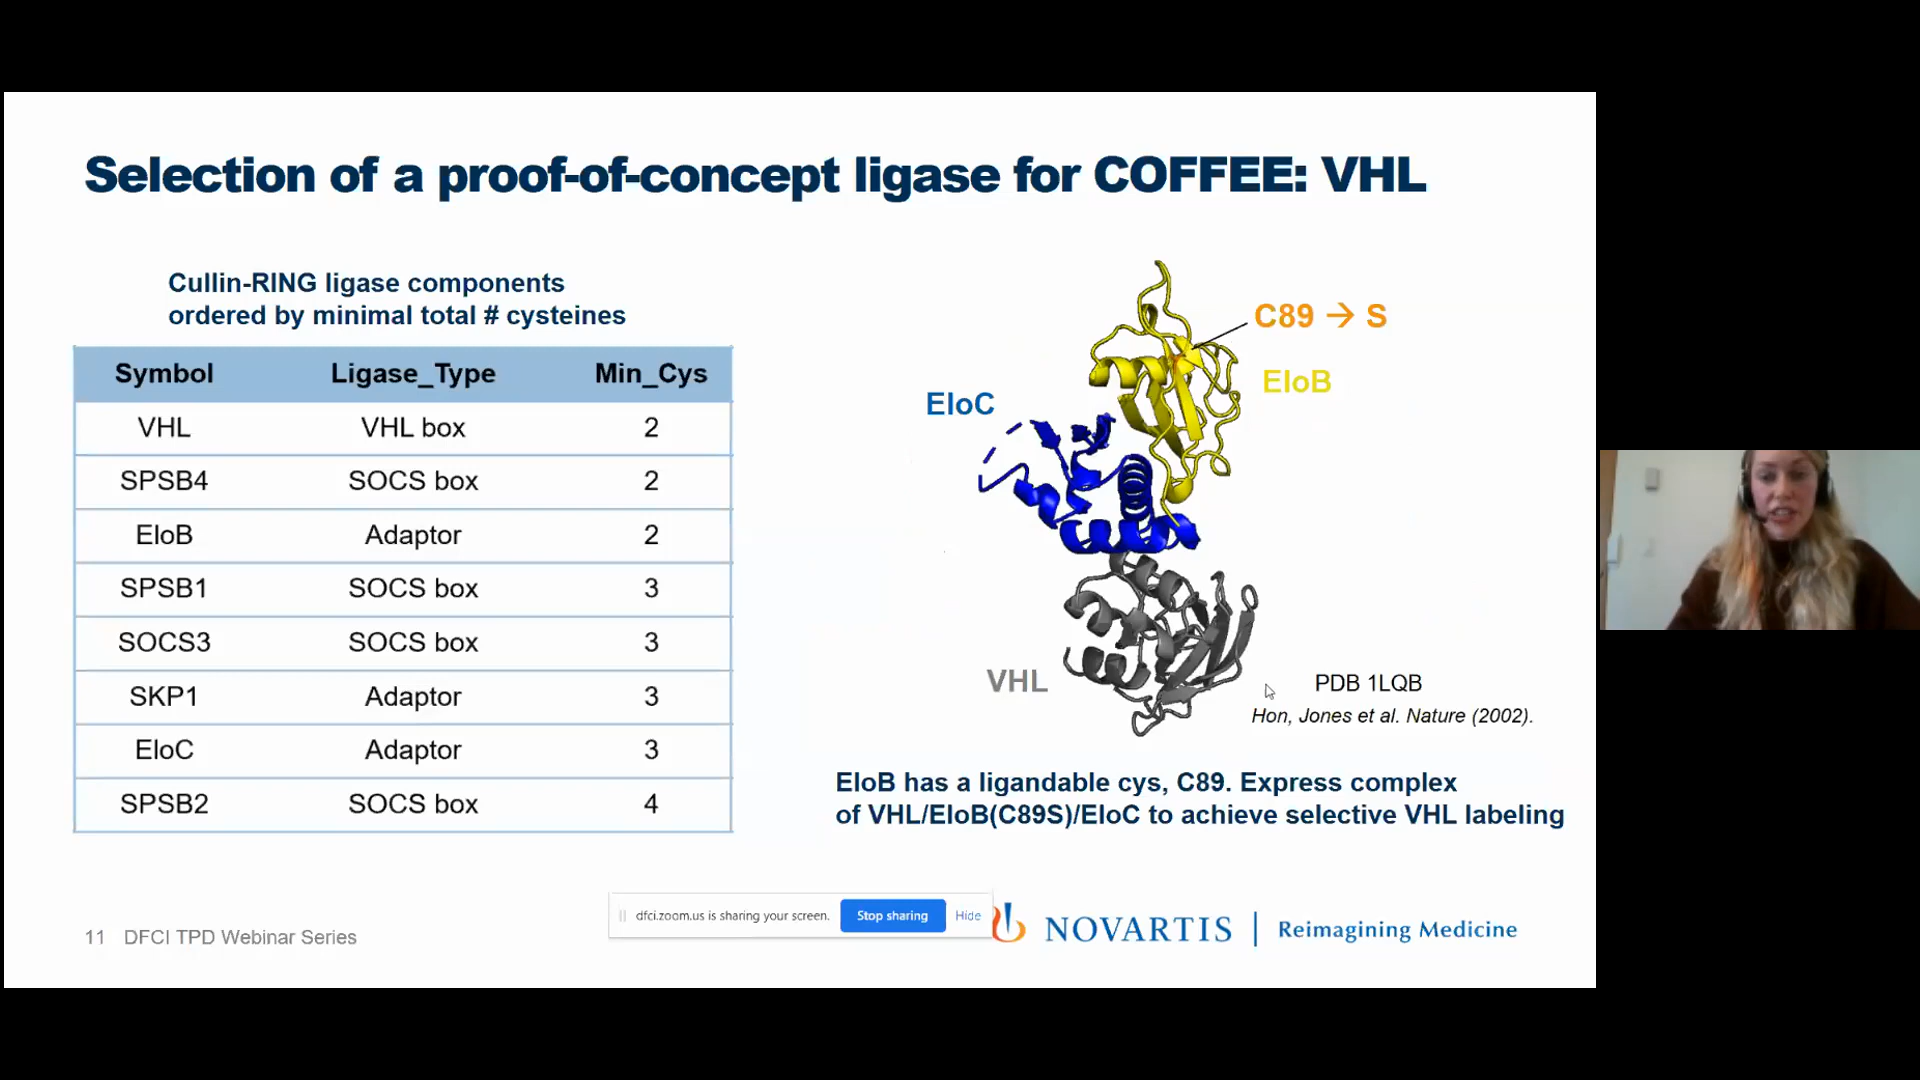 Selection of a proof-of-concept ligase for COFFEE: VHL
Cullin-RING ligase components
ordered by minimal total # cysteines
Symbol Ligase_Type Min_Cys
VHL VHL box 2
SPSB4 SOCS box 2
EloB Adaptor 2
SPSB1 SOCS box 3
SOCS3 SOCS box 3
SKP1 Adaptor 3
EloC Adaptor 3
SPSB2 SOCS box 4
C89 → S
EloB
EloC
VHL
PDB 1LQB
Hon, Jones et al. Nature (2002).
EloB has a ligandable cys, C89. Express complex
of VHL/EloB(C89S)/EloC to achieve selective VHL labeling
dfci.zoom.us is sharing your screen. Stop sharing Hide
11 DFCI TPD Webinar Series
NOVARTIS | Reimagining Medicine